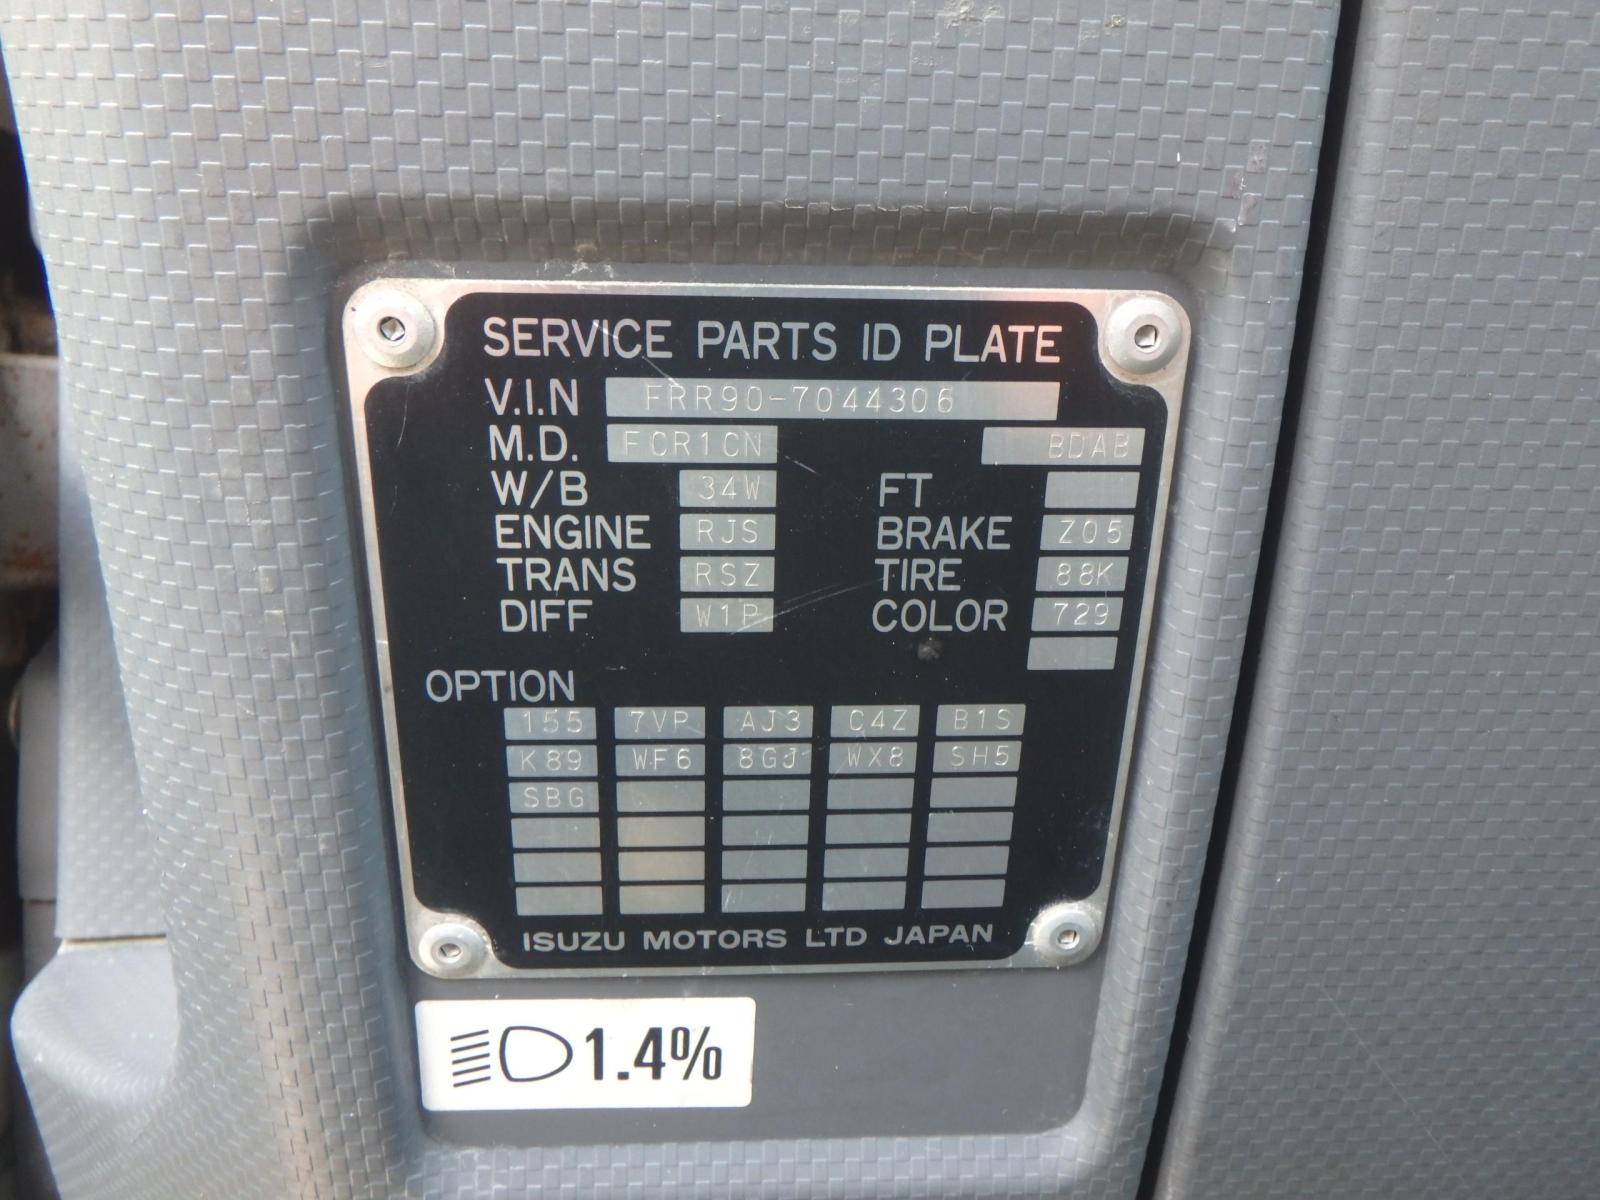 SERVICE PARTS ID PLATE
V.I.N FRR90-7044306
M.D. FCR1CN BDAB
W/B 34W FT
ENGINE RJS BRAKE Z05
TRANS RSZ TIRE 88K
DIFF W1P COLOR 729
OPTION
155 7VP AJ3 C4Z B1S
K89 WF6 8GJ WX8 SH5
SBG
ISUZU MOTORS LTD JAPAN
1.4%